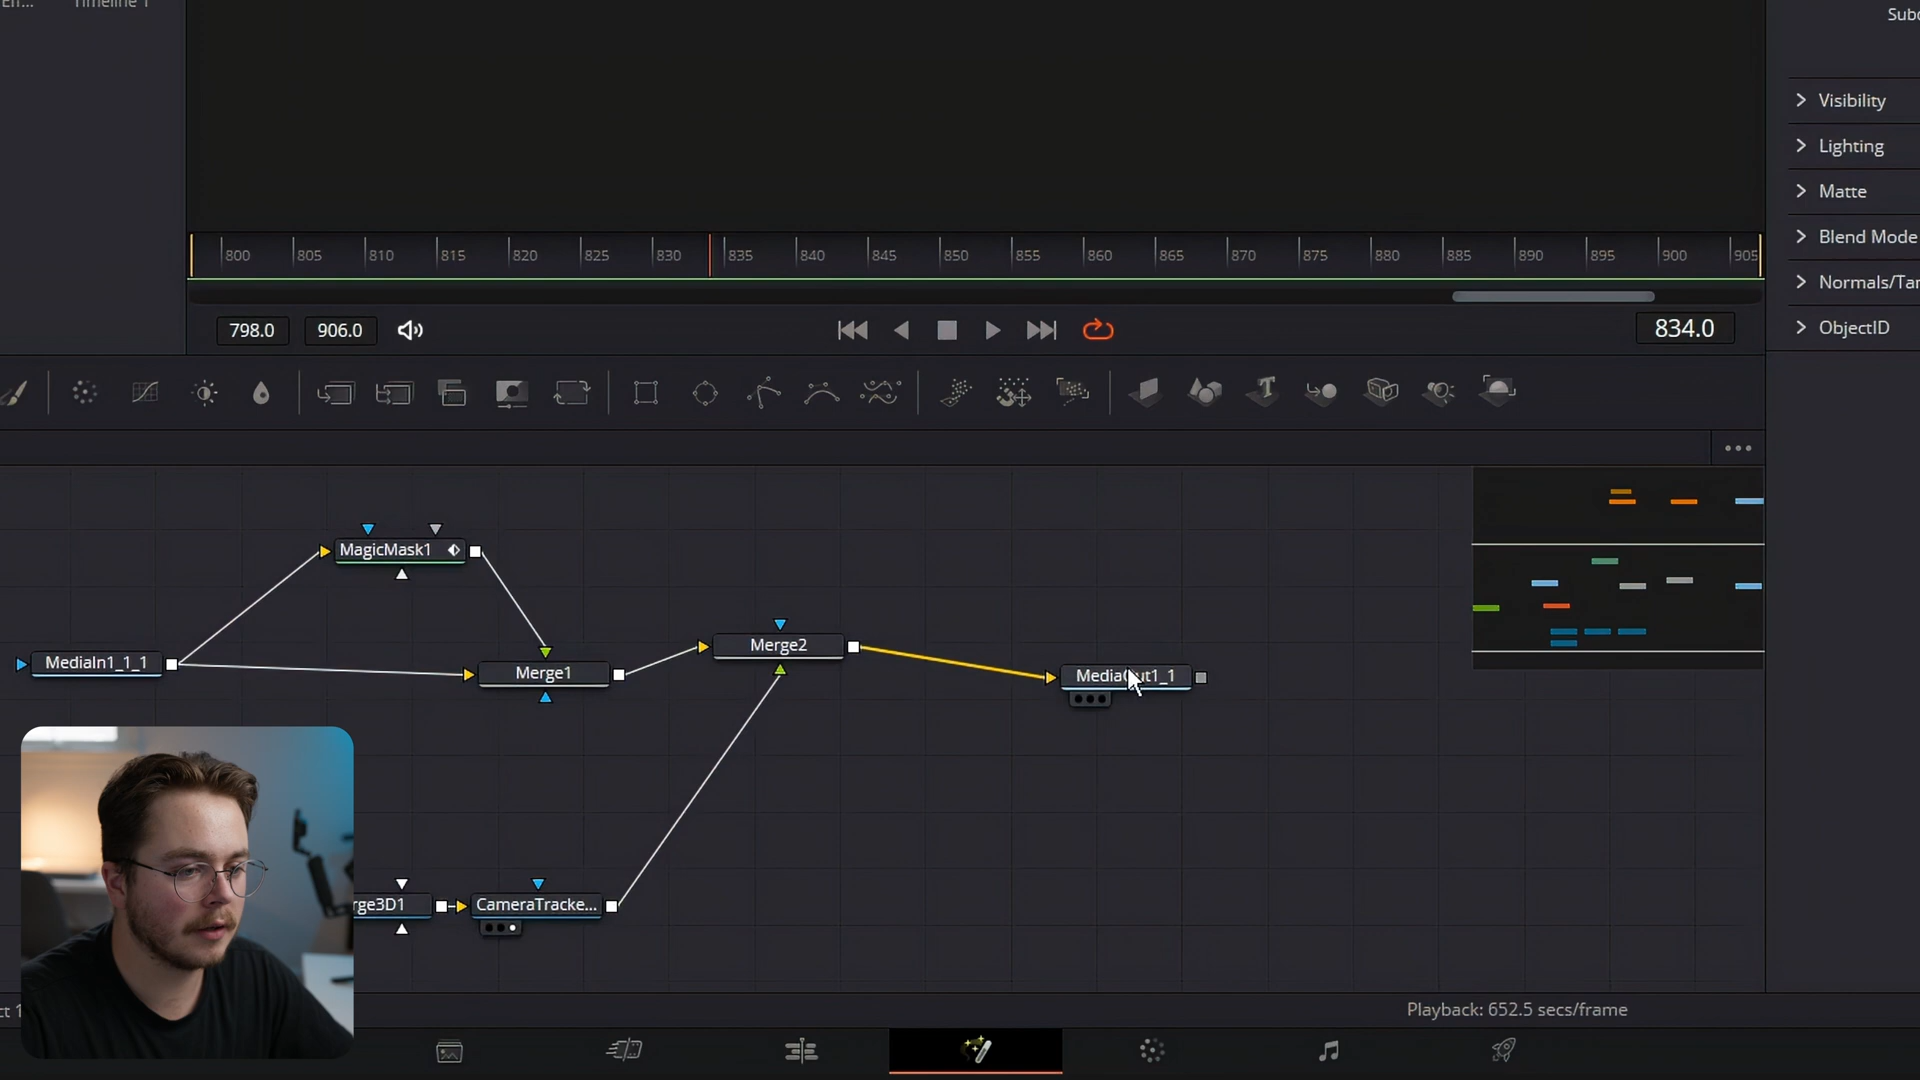 Timeline 1
Visibility
Lighting
Matte
Blend Mode
ObjectID
800 805 810 815 820 825 830 835 840 845 850 855 860 865 870 875 880 885 890 895 900 905
798.0 906.0 834.0
MagicMask1
MediaIn1_1_1
Merge1
Merge2
MediaOut1_1
rge3D1
CameraTracke...
Playback: 652.5 secs/frame